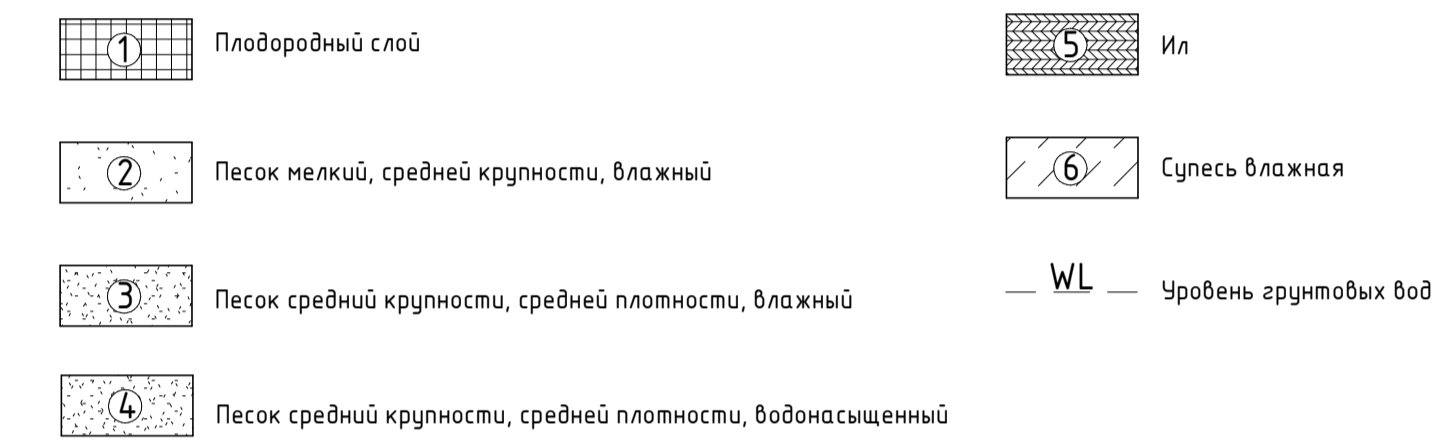 1 Плодородный слой
2 Песок мелкий, средней крупности, влажный
3 Песок средний крупности, средней плотности, влажный
4 Песок средний крупности, средней плотности, водонасыщенный
5 Ил
6 Супесь влажная
WL Уровень грунтовых вод